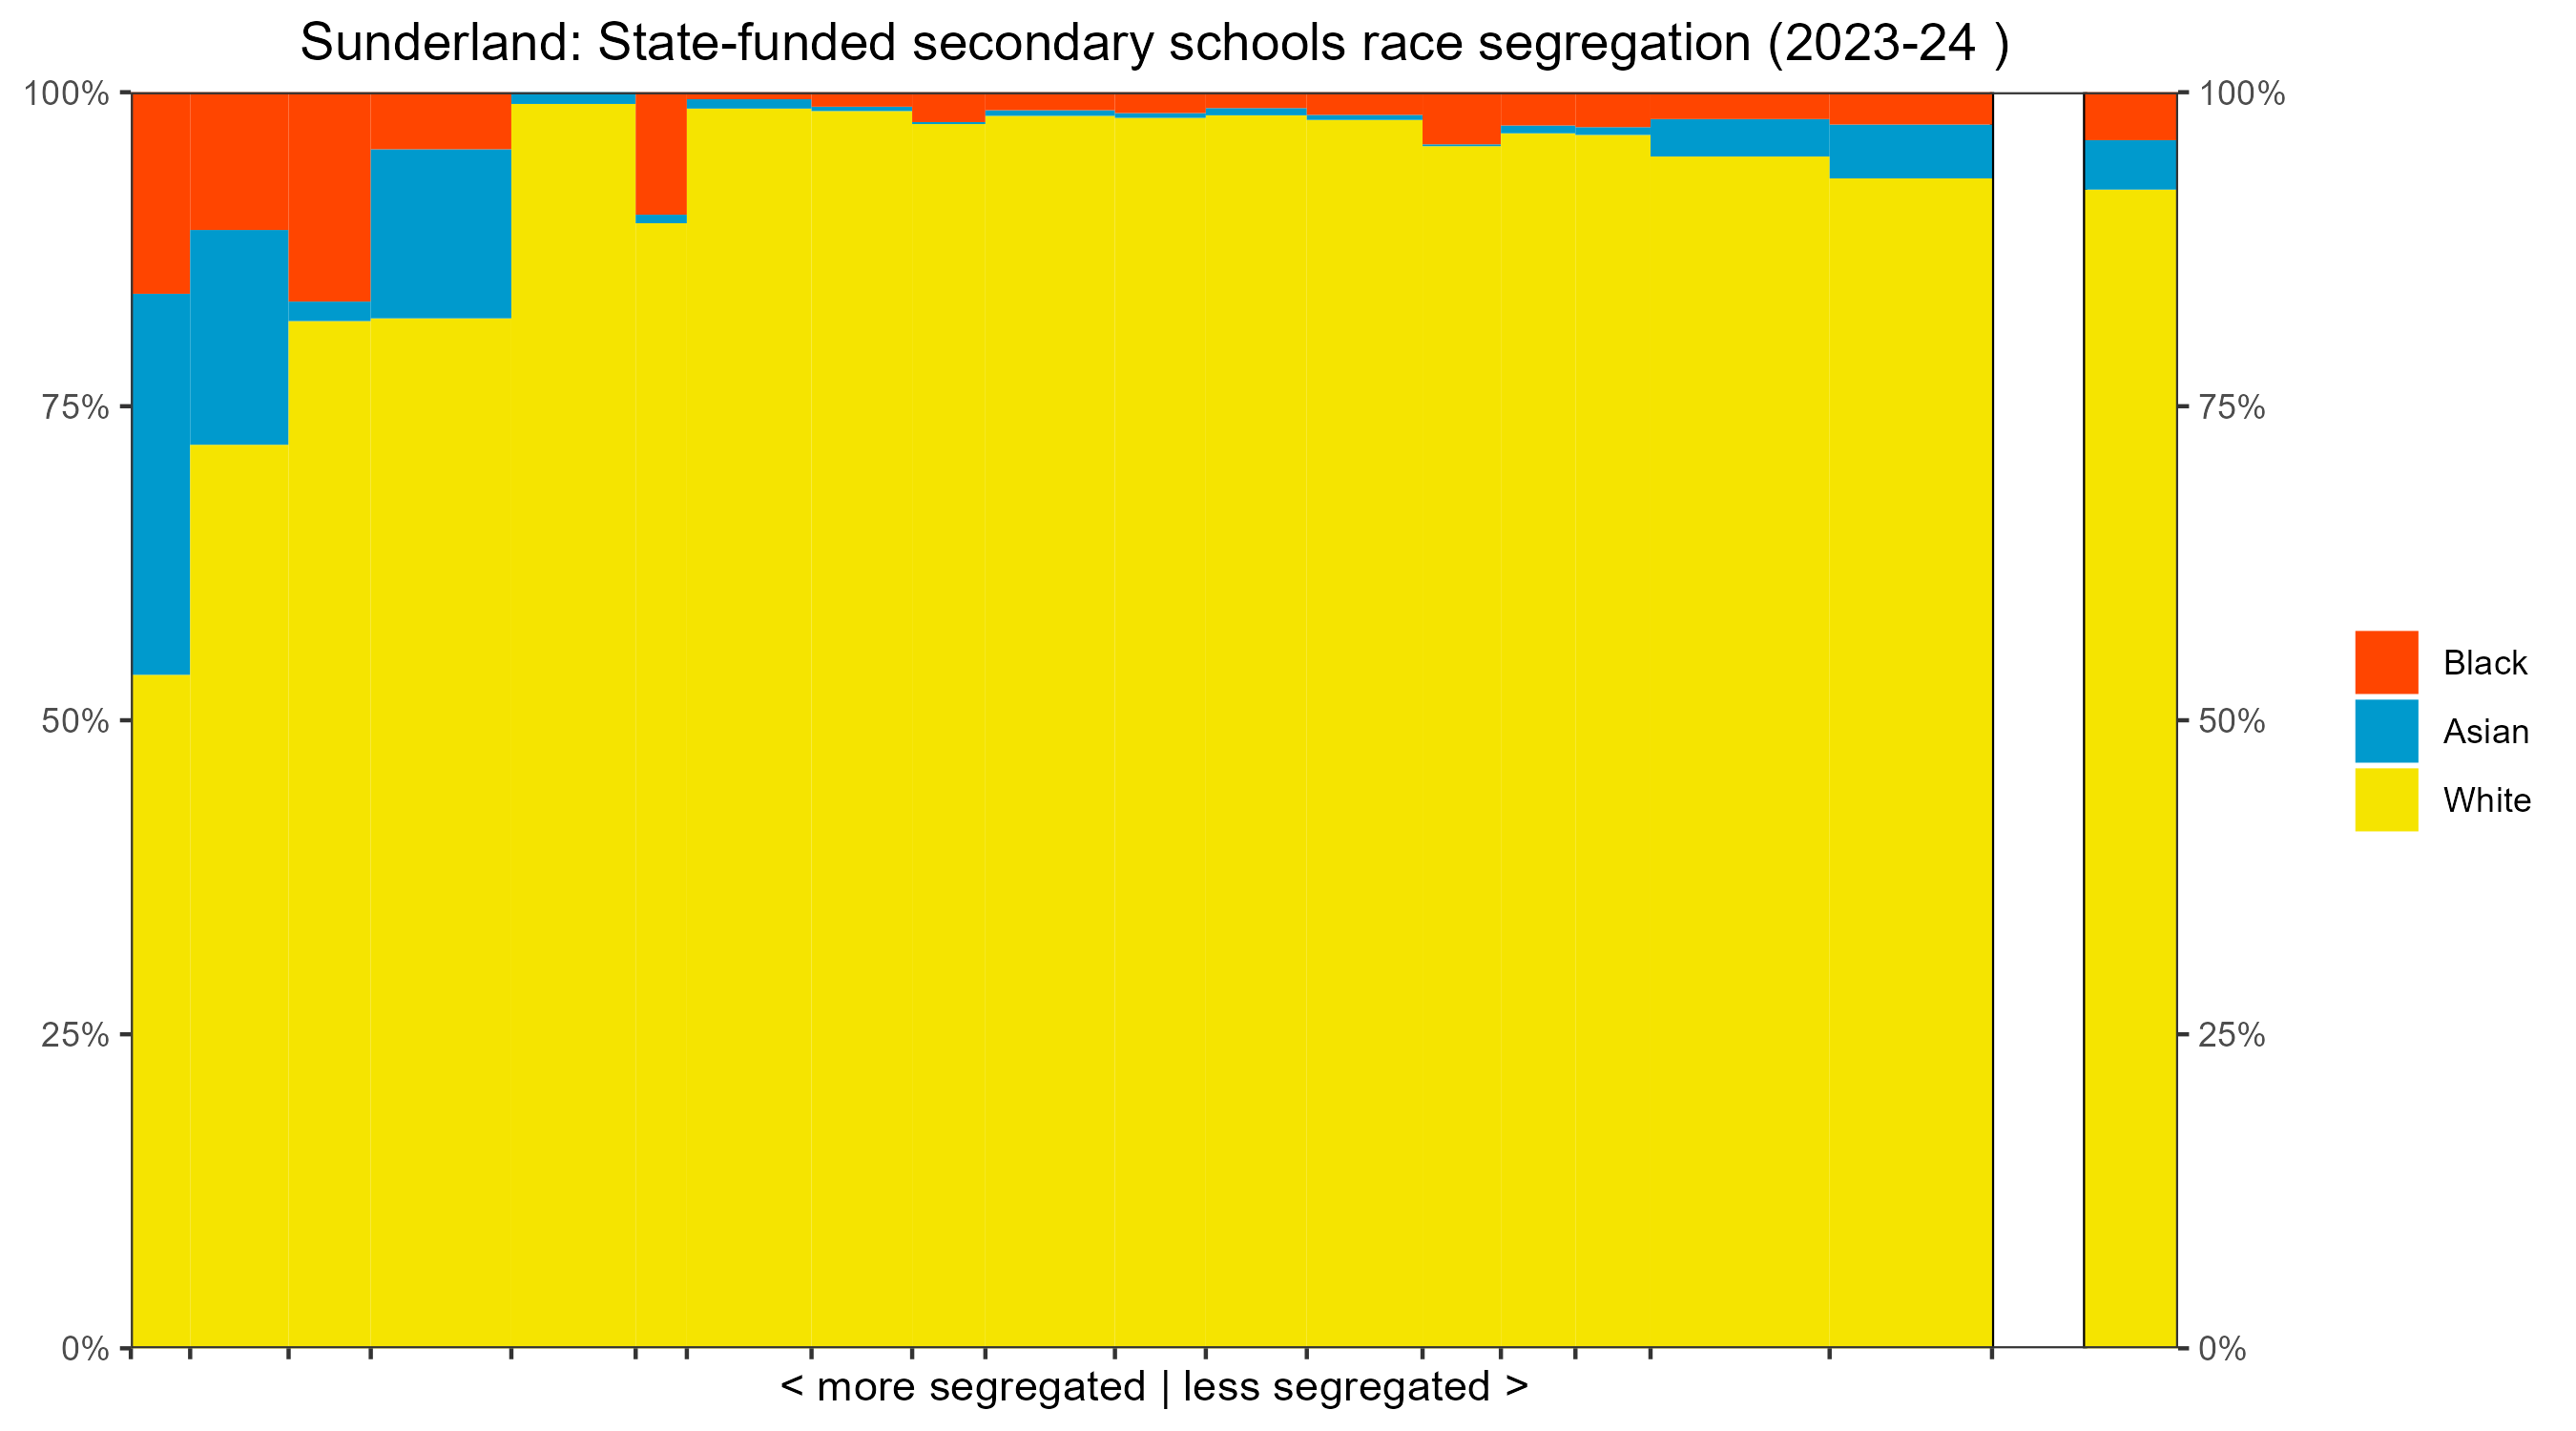 Sunderland: State-funded secondary schools race segregation (2023-24 )
100%
75%
50%
25%
0%
100%
75%
50%
25%
0%
Black
Asian
White
< more segregated | less segregated >